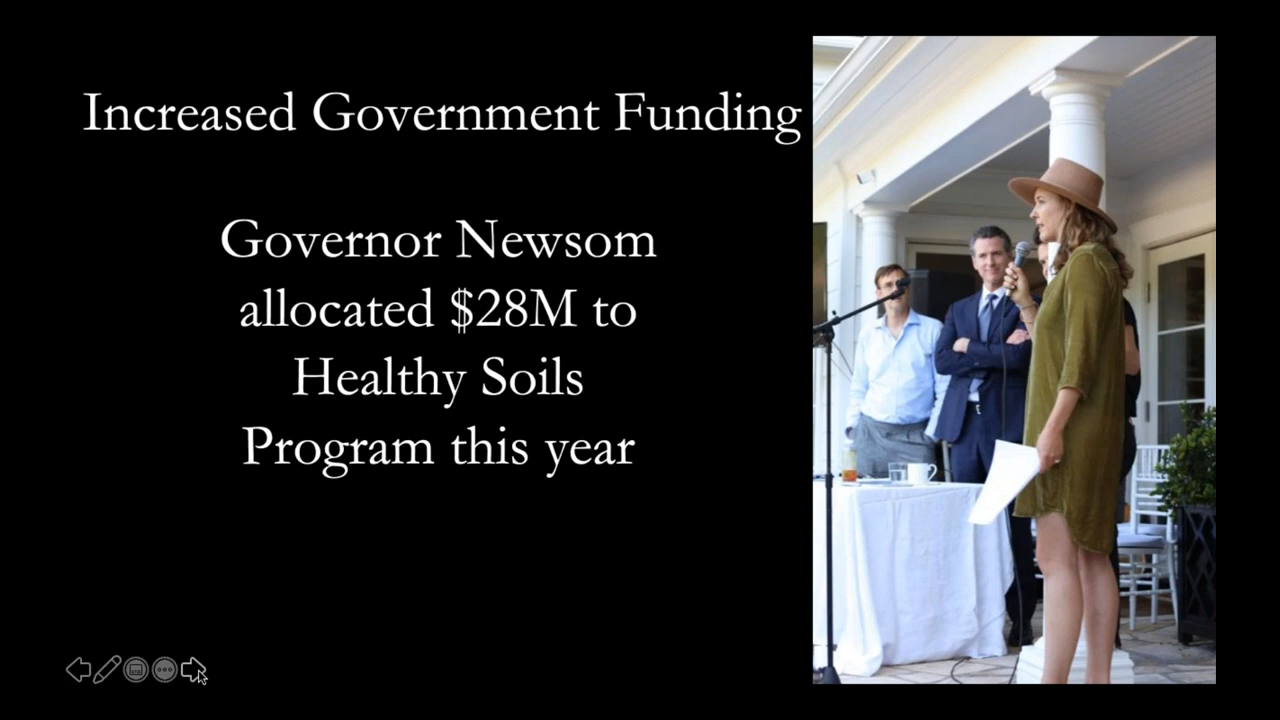 Increased Government Funding
Governor Newsom
allocated $28M to
Healthy Soils
Program this year